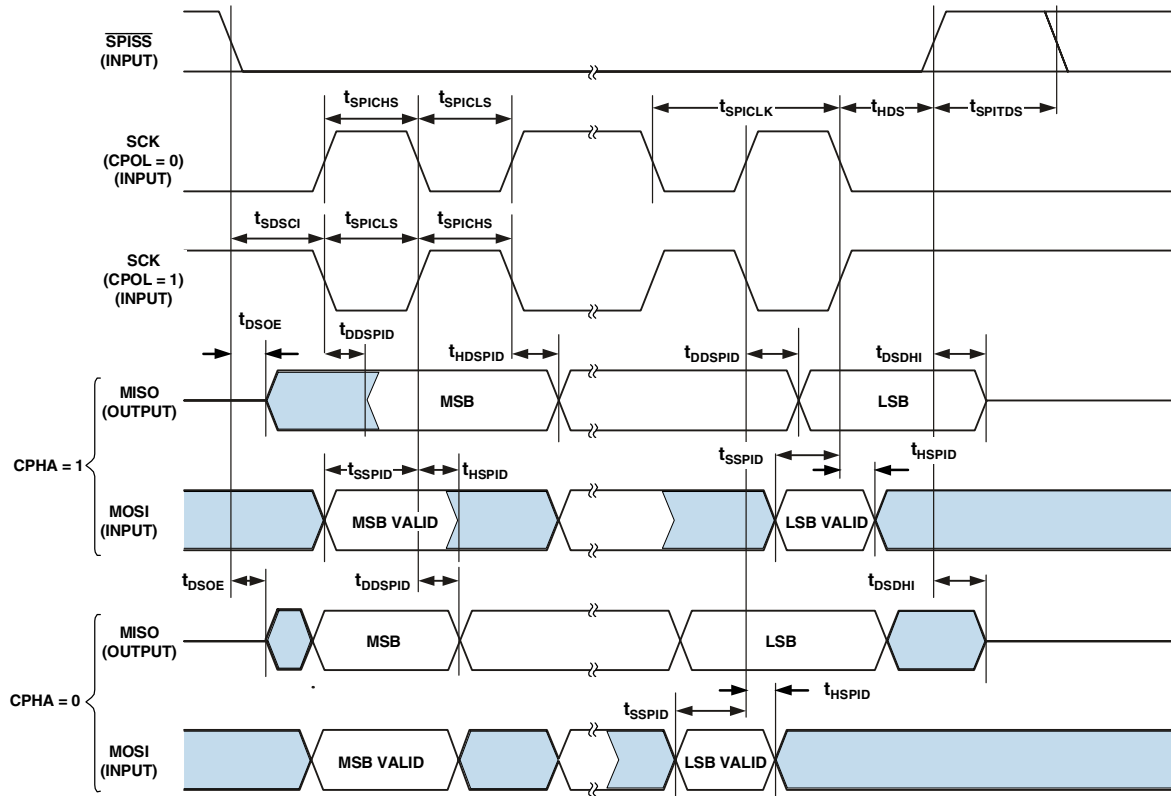 SPISS
(INPUT)
tSPICHS
tSPICLS
tSPICLK
tHDS
tSPITDS
SCK
(CPOL = 0)
(INPUT)
tSDSCI
tSPICLS
tSPICHS
SCK
(CPOL = 1)
(INPUT)
tDSOE
tDDSPID
tHDSPID
tDDSPID
tDSDHI
MISO
(OUTPUT)
MSB
LSB
CPHA = 1
tSSPID
tHSPID
tSSPID
tHSPID
MOSI
(INPUT)
MSB VALID
LSB VALID
tDSOE
tDDSPID
tDSDHI
MISO
(OUTPUT)
MSB
LSB
CPHA = 0
tSSPID
tHSPID
MOSI
(INPUT)
MSB VALID
LSB VALID